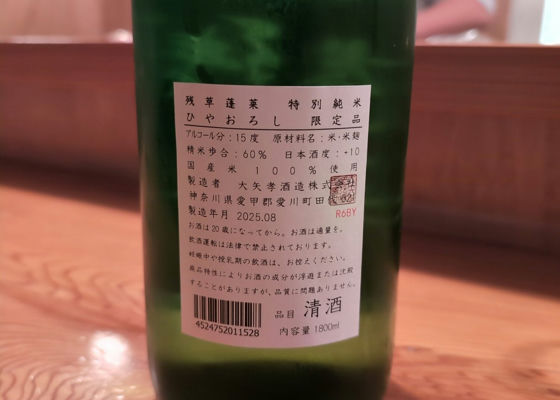 残草蓬莱 特別純米
ひやおろし 限定品
アルコール分:15度 原材料名:米・米麹
精米歩合:60% 日本酒度:+10
国産米100%使用
製造者 大矢孝酒造株式会社
神奈川県愛甲郡愛川町田
製造年月 2025.08
R6BY
お酒は20歳になってから。お酒は適量を。
飲酒運転は法律で禁止されております。
妊娠中や授乳期の飲酒は、お控えください。
商品特性によりお酒の成分が浮遊または沈殿
することがありますが、品質に問題ありません。
4524752011528
品目 清酒
内容量1800ml